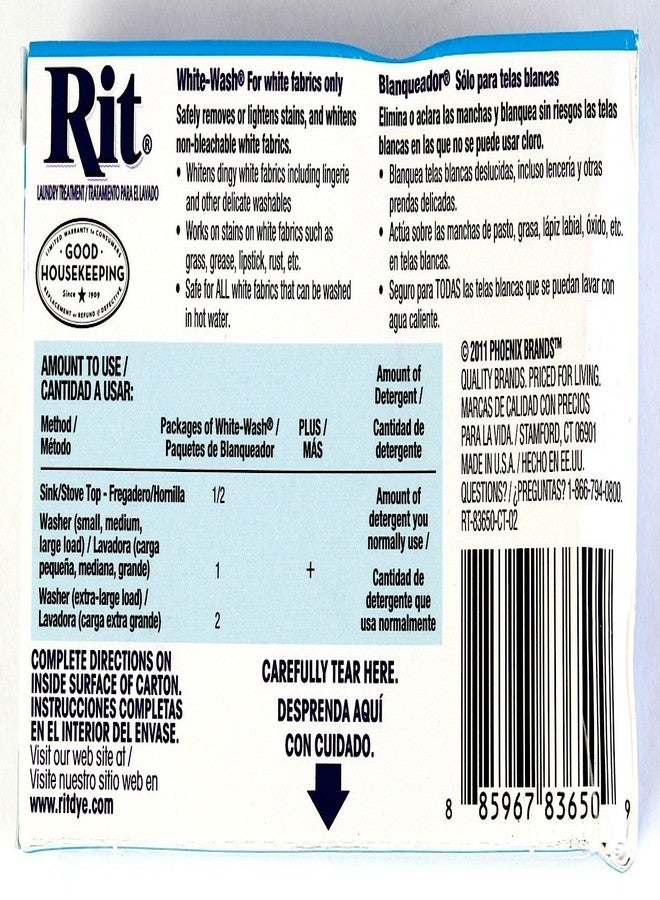 Rit®
LAUNDRY TREATMENT / TRATAMIENTO PARA EL LAVADO
LIMITED WARRANTY to CONSUMERS
· GOOD ·
HOUSEKEEPING
Since ★ 1909
REPLACEMENT or REFUND if DEFECTIVE
White-Wash® For white fabrics only
Safely removes or lightens stains, and whitens
non-bleachable white fabrics.
• Whitens dingy white fabrics including lingerie
and other delicate washables
• Works on stains on white fabrics such as
grass, grease, lipstick, rust, etc.
• Safe for ALL white fabrics that can be washed
in hot water.
Blanqueador® Sólo para telas blancas
Elimina o aclara las manchas y blanquea sin riesgos las telas
blancas en las que no se puede usar cloro.
• Blanquea telas blancas deslucidas, incluso lencería y otras
prendas delicadas.
• Actúa sobre las manchas de pasto, grasa, lápiz labial, óxido, etc.
en telas blancas.
• Seguro para TODAS las telas blancas que se puedan lavar con
agua caliente.
AMOUNT TO USE /
CANTIDAD A USAR:
Method /
Método
Packages of White-Wash® /
Paquetes de Blanqueador
PLUS /
MÁS
Amount of
Detergent /
Cantidad de
detergente
Sink/Stove Top - Fregadero/Hornilla 1/2
Washer (small, medium,
large load) / Lavadora (carga
pequeña, mediana, grande) 1 +
Washer (extra-large load) /
Lavadora (carga extra grande) 2
Amount of
detergent you
normally use /
Cantidad de
detergente que
usa normalmente
© 2011 PHOENIX BRANDS™
QUALITY BRANDS. PRICED FOR LIVING.
MARCAS DE CALIDAD CON PRECIOS
PARA LA VIDA. / STAMFORD, CT 06901
MADE IN U.S.A. / HECHO EN EE.UU.
QUESTIONS? / ¿PREGUNTAS? 1-866-794-0800.
RT-83650-CT-02
COMPLETE DIRECTIONS ON
INSIDE SURFACE OF CARTON.
INSTRUCCIONES COMPLETAS
EN EL INTERIOR DEL ENVASE.
Visit our web site at /
Visite nuestro sitio web en
www.ritdye.com
CAREFULLY TEAR HERE.
DESPRENDA AQUÍ
CON CUIDADO.
8 85967 83650 9